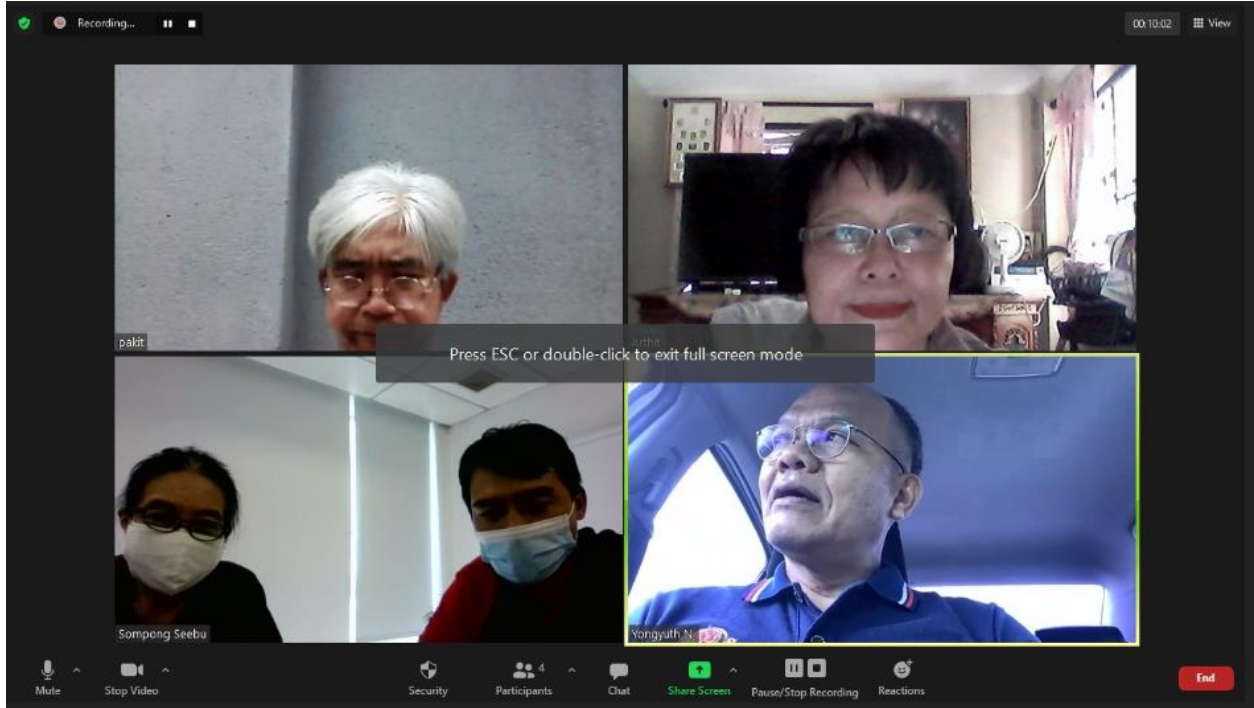 Recording...
00:10:02
View
pakit
Arthit
Press ESC or double-click to exit full screen mode
Sompong Seebu
Yongyuth N
4
Mute
Stop Video
Security
Participants
Chat
Share Screen
Pause/Stop Recording
Reactions
End